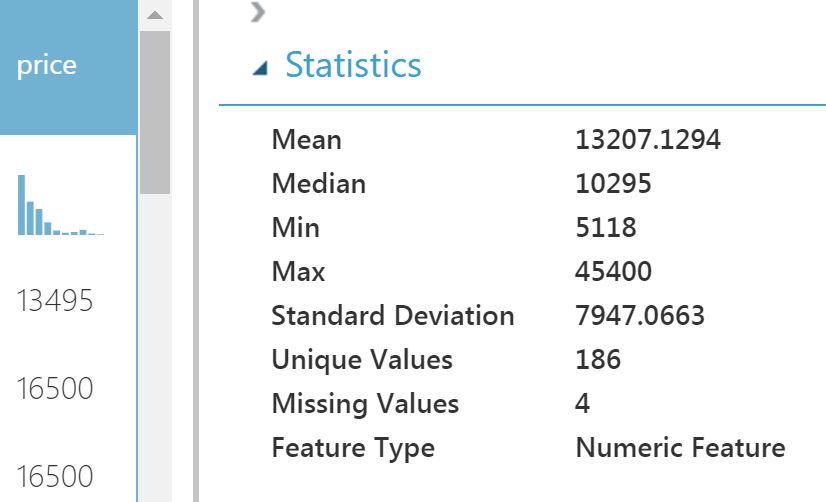 price
13495
16500
16500
Statistics
Mean 13207.1294
Median 10295
Min 5118
Max 45400
Standard Deviation 7947.0663
Unique Values 186
Missing Values 4
Feature Type Numeric Feature